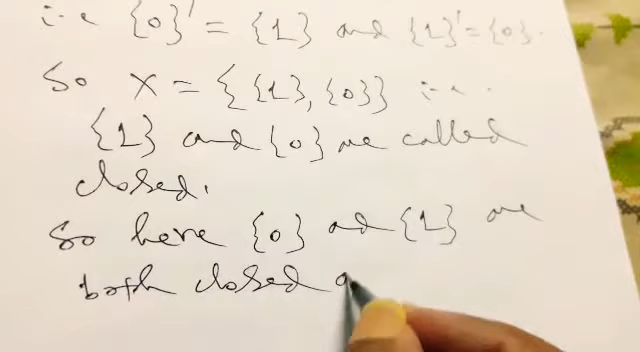 i.e {0}' = {1} and {1}' = {0}.
So X = {{1}, {0}} i.e.
{1} and {0} are called
closed.
So here {0} ad {1} are
both closed a